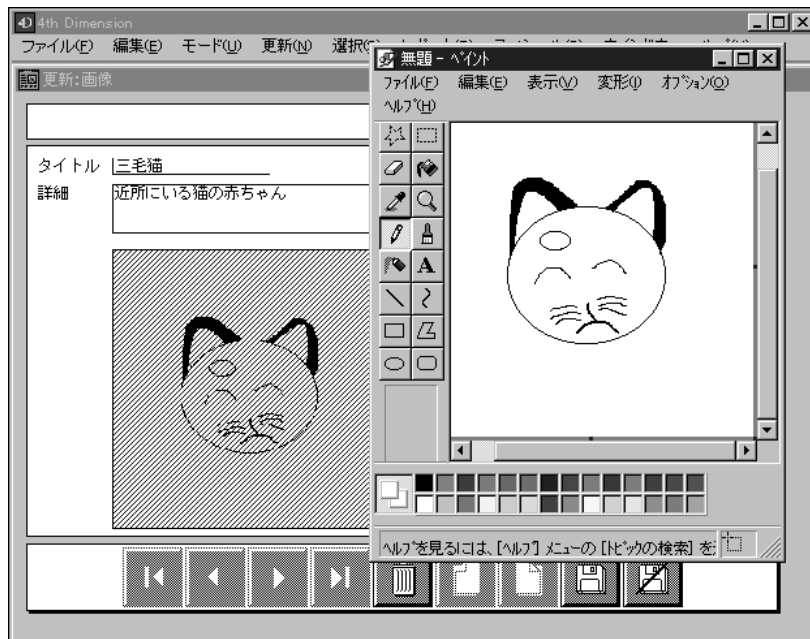 4th Dimension
ファイル(F) 編集(E) モード(U) 更新(N)
更新:画像
タイトル 三毛猫
詳細 近所にいる猫の赤ちゃん
無題 - ペイント
ファイル(F) 編集(E) 表示(V) 変形(I) オプション(O)
ヘルプ(H)
A
ヘルプを見るには、[ヘルプ] メニューの [トピックの検索] を